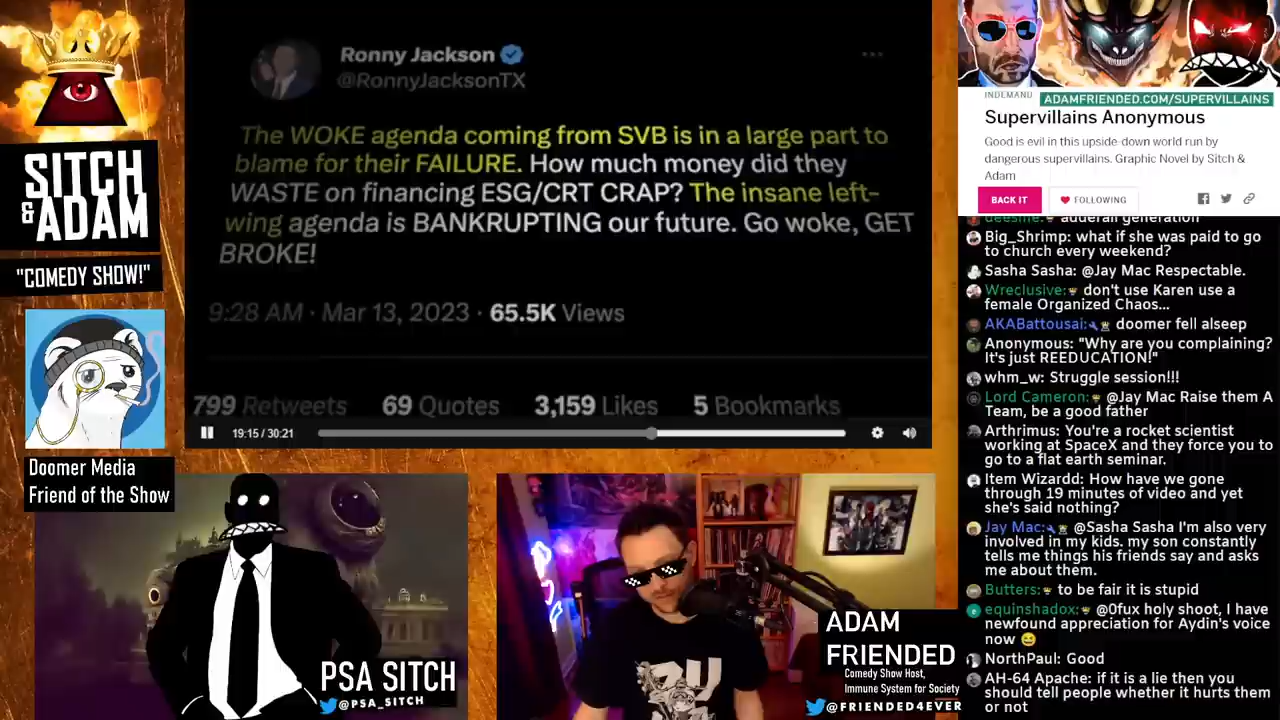 SITCH
& ADAM
"COMEDY SHOW!"
Doomer Media
Friend of the Show
Ronny Jackson
@RonnyJacksonTX
The WOKE agenda coming from SVB is in a large part to
blame for their FAILURE. How much money did they
WASTE on financing ESG/CRT CRAP? The insane left-
wing agenda is BANKRUPTING our future. Go woke, GET
BROKE!
9:28 AM · Mar 13, 2023 · 65.5K Views
799 Retweets 69 Quotes 3,159 Likes 5 Bookmarks
19:15 / 30:21
PSA SITCH
@PSA_SITCH
ADAM
FRIENDED
Comedy Show Host,
Immune System for Society
@FRIENDED4EVER
INDEMAND
ADAMFRIENDED.COM/SUPERVILLAINS
Supervillains Anonymous
Good is evil in this upside-down world run by
dangerous supervillains. Graphic Novel by Sitch &
Adam
BACK IT
FOLLOWING
adderall generation
Big_Shrimp: what if she was paid to go
to church every weekend?
Sasha Sasha: @Jay Mac Respectable.
Wreclusive: don't use Karen use a
female Organized Chaos...
AKABattousai: doomer fell alseep
Anonymous: "Why are you complaining?
It's just REEDUCATION!"
whm_w: Struggle session!!!
Lord Cameron: @Jay Mac Raise them A
Team, be a good father
Arthrimus: You're a rocket scientist
working at SpaceX and they force you to
go to a flat earth seminar.
Item Wizardd: How have we gone
through 19 minutes of video and yet
she's said nothing?
Jay Mac: @Sasha Sasha I'm also very
involved in my kids. my son constantly
tells me things his friends say and asks
me about them.
Butters: to be fair it is stupid
equinshadox: @0fux holy shoot, I have
newfound appreciation for Aydin's voice
now 😅
NorthPaul: Good
AH-64 Apache: if it is a lie then you
should tell people whether it hurts them
or not